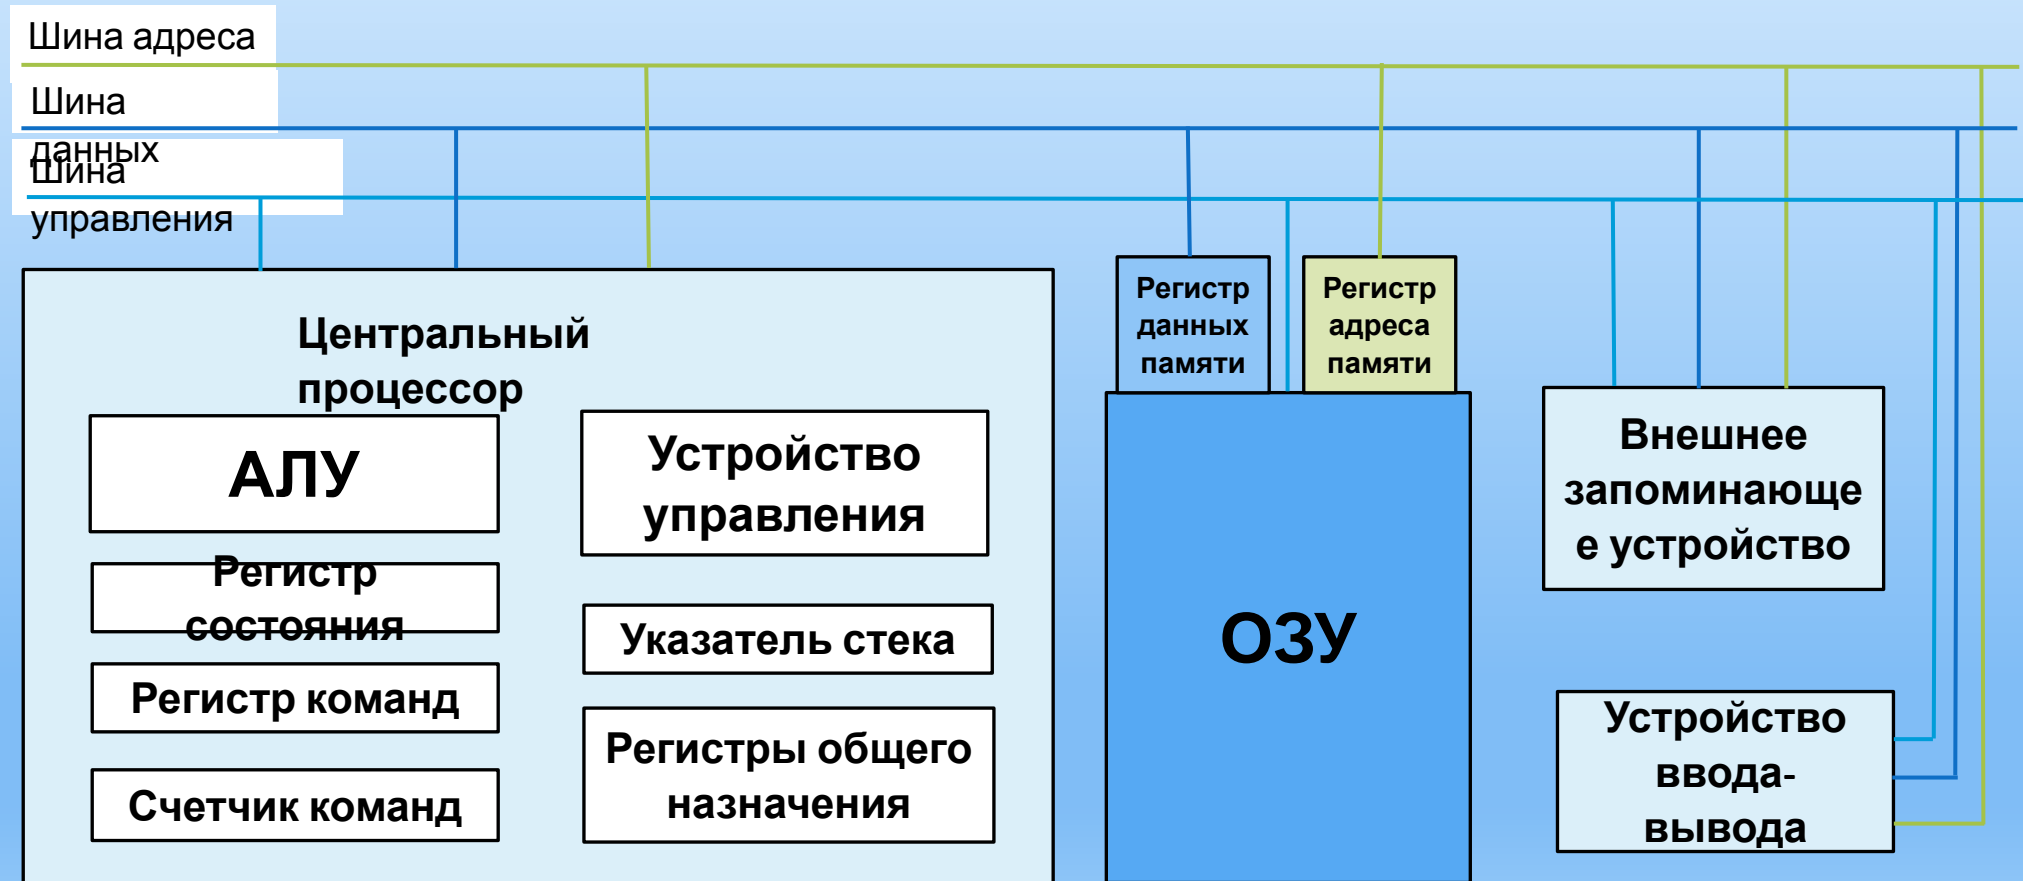 Шина адреса
Шина
данных
Шина
управления
Центральный
процессор
АЛУ
Регистр
состояния
Регистр команд
Счетчик команд
Устройство
управления
Указатель стека
Регистры общего
назначения
Регистр
данных
памяти
Регистр
адреса
памяти
ОЗУ
Внешнее
запоминающе
е устройство
Устройство
ввода-
вывода